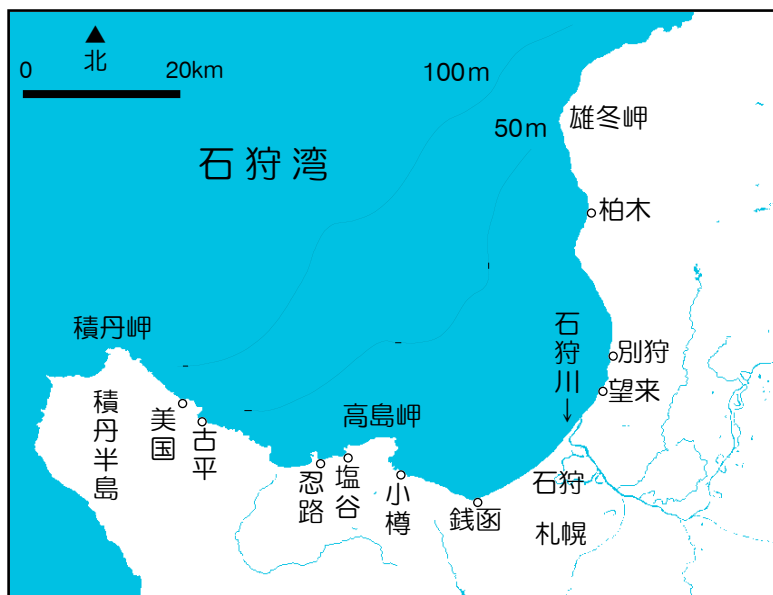 北
0 20km
100m
50m
雄冬岬
石狩湾
柏木
積丹岬
石狩川
別狩
望来
高島岬
積丹半島
美国
古平
忍路
塩谷
小樽
銭函
石狩
札幌